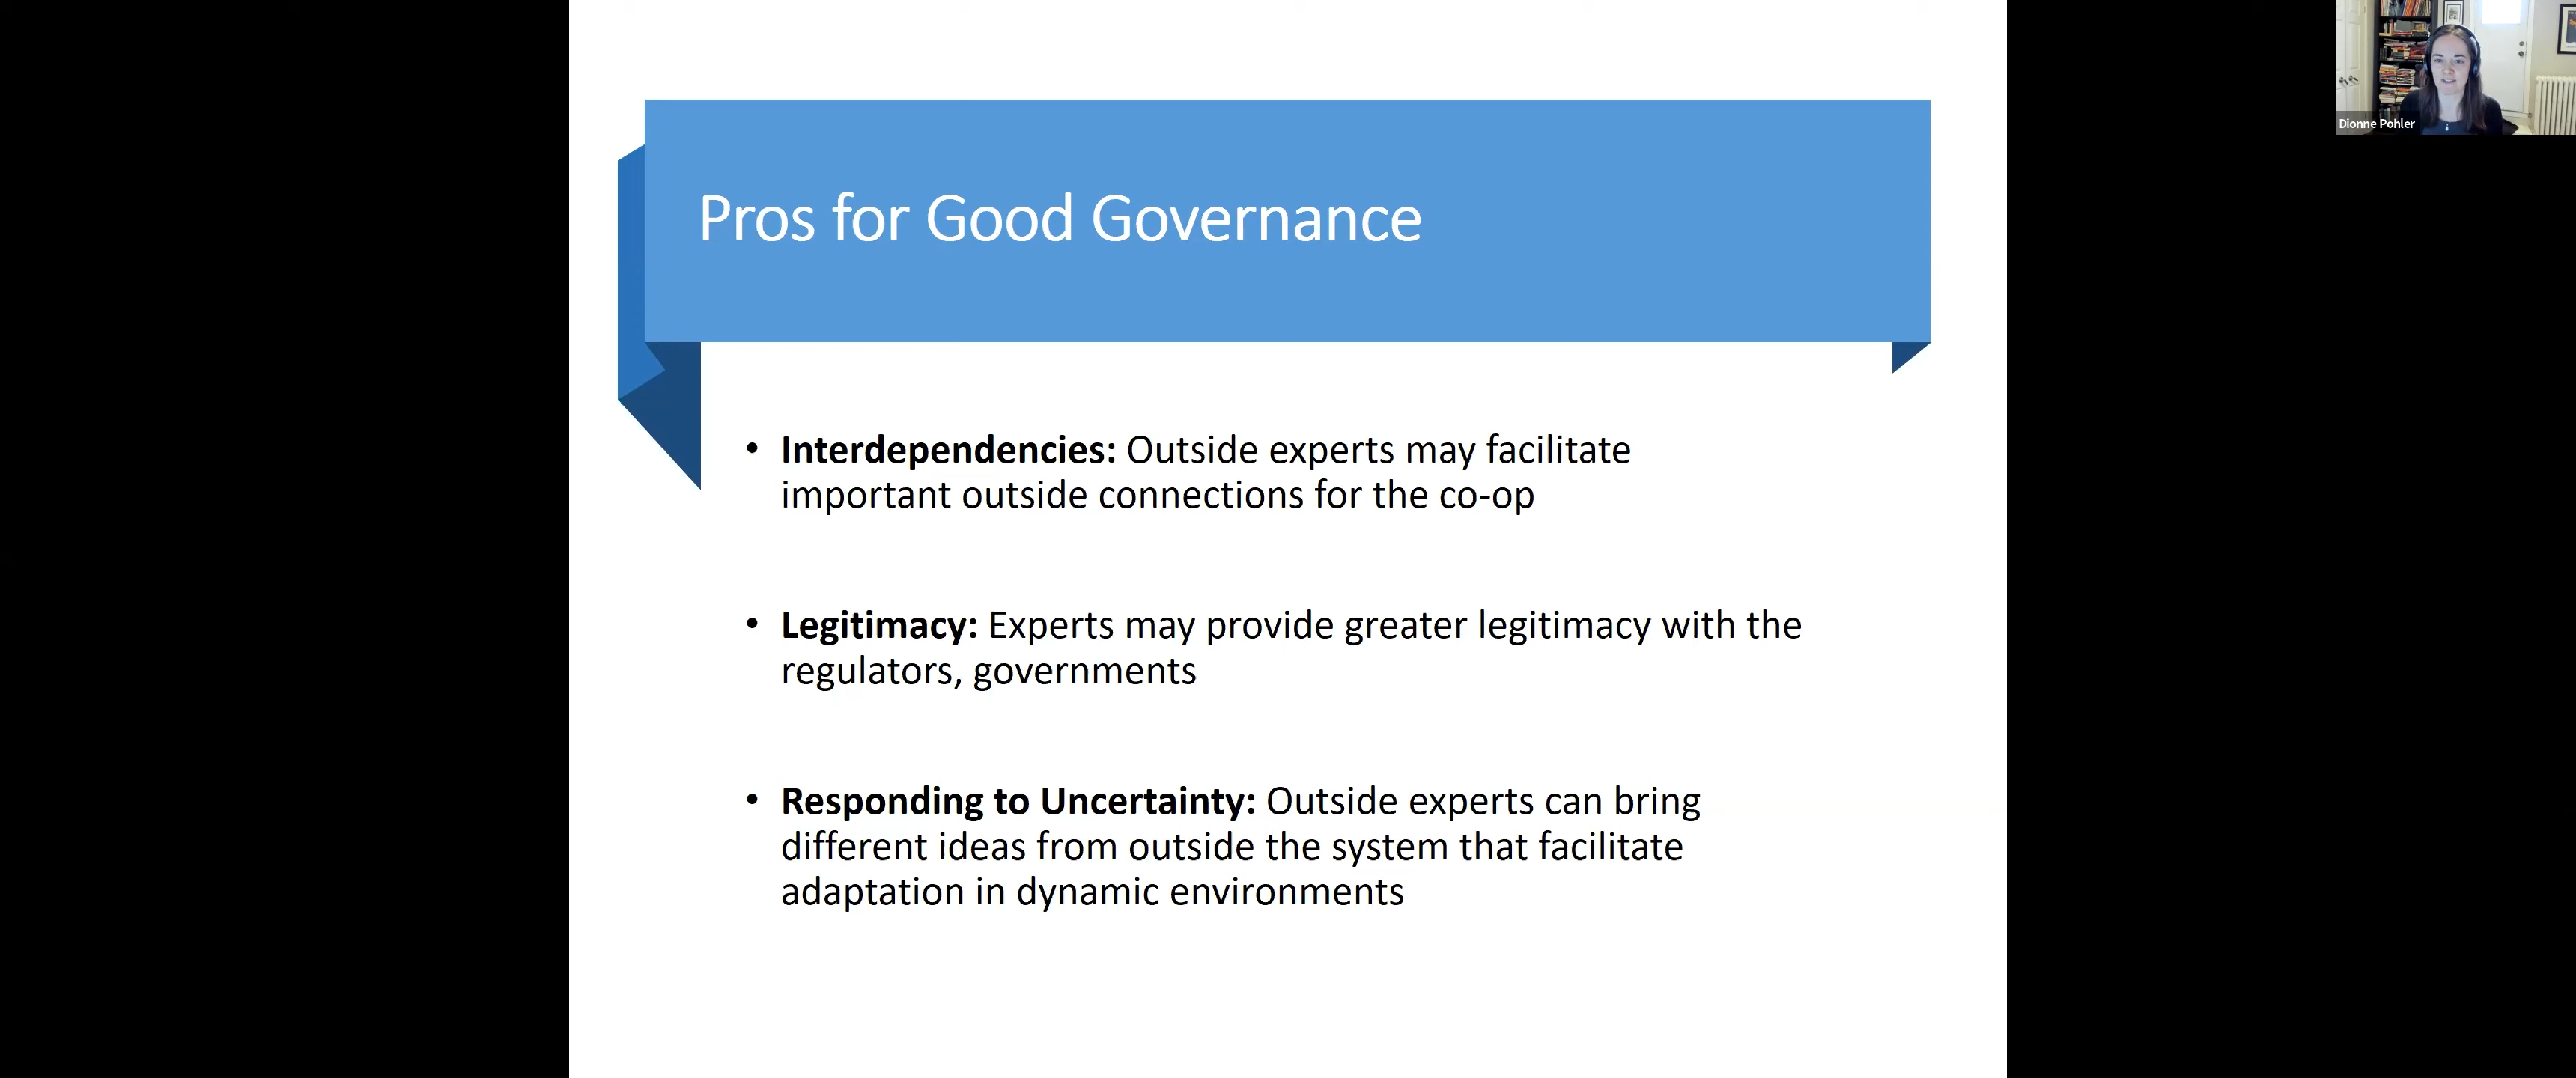 Pros for Good Governance
• Interdependencies: Outside experts may facilitate
important outside connections for the co-op
• Legitimacy: Experts may provide greater legitimacy with the
regulators, governments
• Responding to Uncertainty: Outside experts can bring
different ideas from outside the system that facilitate
adaptation in dynamic environments
Dionne Pohler